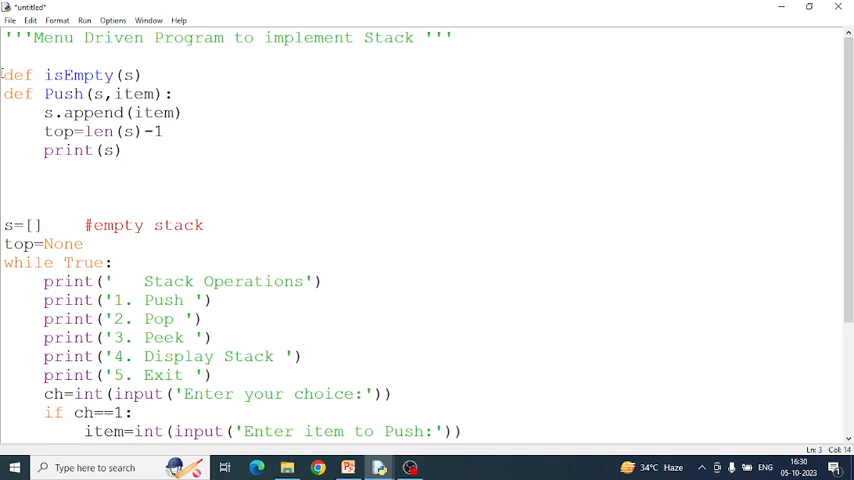 *untitled*
File Edit Format Run Options Window Help
'''Menu Driven Program to implement Stack '''
def isEmpty(s)
def Push(s,item):
s.append(item)
top=len(s)-1
print(s)
s=[] #empty stack
top=None
while True:
print('   Stack Operations')
print('1. Push ')
print('2. Pop ')
print('3. Peek ')
print('4. Display Stack ')
print('5. Exit ')
ch=int(input('Enter your choice:'))
if ch==1:
item=int(input('Enter item to Push:'))
Ln: 3 Col: 14
Type here to search
34°C Haze
ENG
16:30
05-10-2023
1